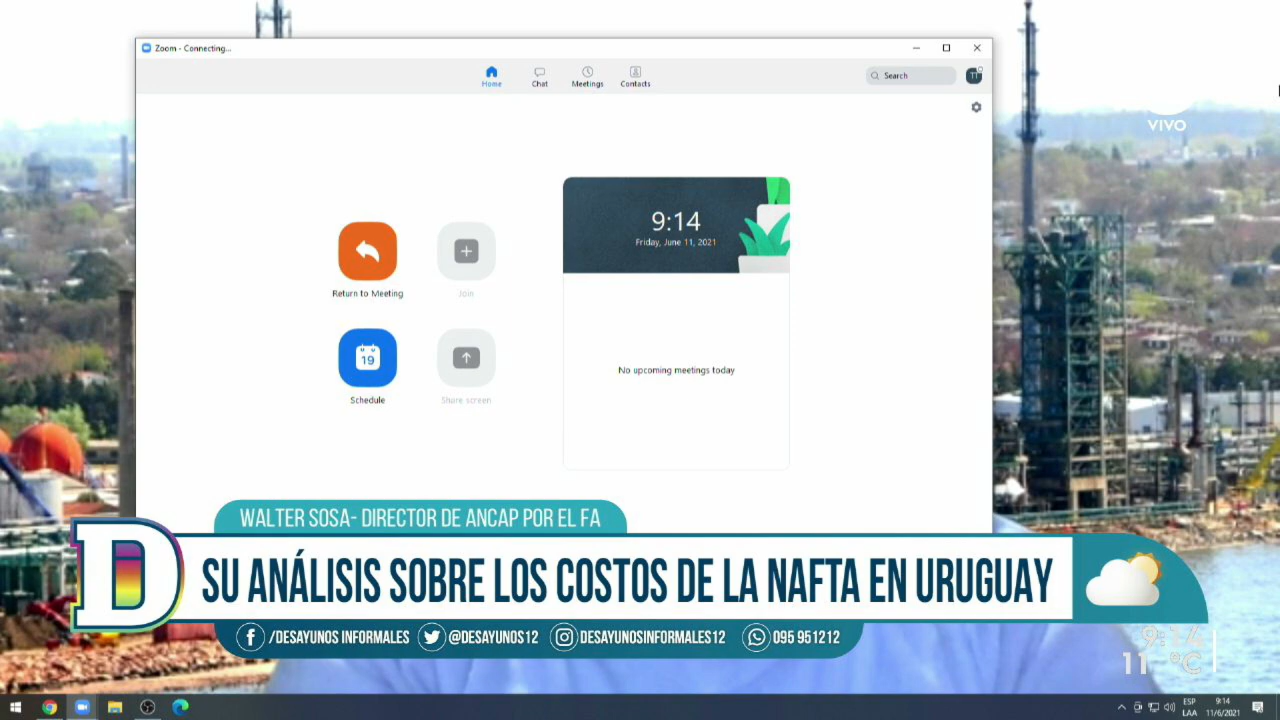 Zoom - Connecting...
Home
Chat
Meetings
Contacts
Search
TT
VIVO
9:14
Friday, June 11, 2021
Return to Meeting
Join
19
Schedule
Share screen
No upcoming meetings today
WALTER SOSA- DIRECTOR DE ANCAP POR EL FA
D
SU ANÁLISIS SOBRE LOS COSTOS DE LA NAFTA EN URUGUAY
/DESAYUNOS INFORMALES @DESAYUNOS12 DESAYUNOSINFORMALES12 095 951212
9:14
11 °C
ESP
LAA
9:14
11/6/2021